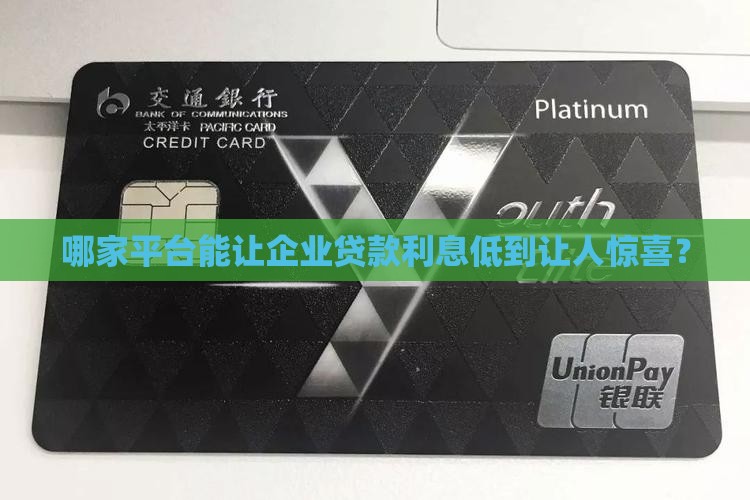 交通銀行
BANK OF COMMUNICATIONS
太平洋卡 PACIFIC CARD
CREDIT CARD
Platinum
outh
哪家平台能让企业贷款利息低到让人惊喜？
UnionPay
银联